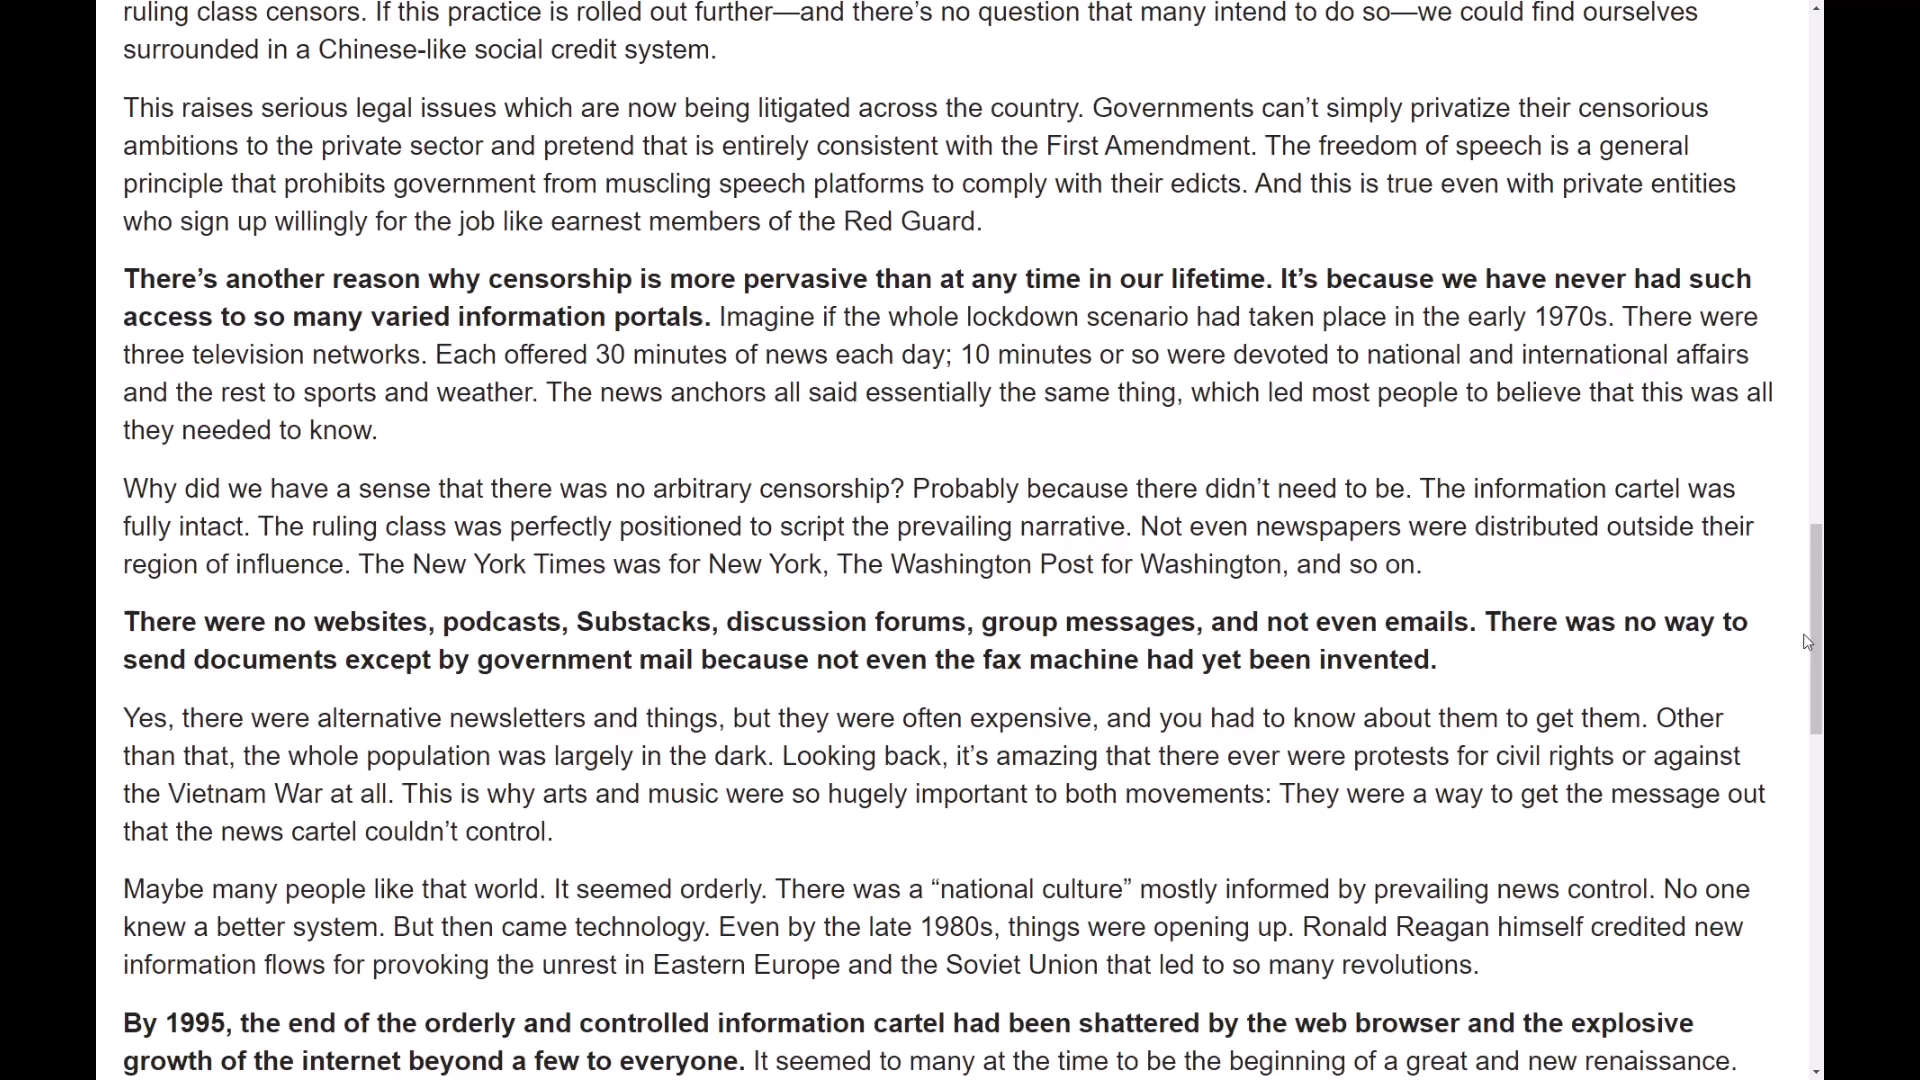 ruling class censors. If this practice is rolled out further—and there’s no question that many intend to do so—we could find ourselves
surrounded in a Chinese-like social credit system.
This raises serious legal issues which are now being litigated across the country. Governments can’t simply privatize their censorious
ambitions to the private sector and pretend that is entirely consistent with the First Amendment. The freedom of speech is a general
principle that prohibits government from muscling speech platforms to comply with their edicts. And this is true even with private entities
who sign up willingly for the job like earnest members of the Red Guard.
There’s another reason why censorship is more pervasive than at any time in our lifetime. It’s because we have never had such
access to so many varied information portals. Imagine if the whole lockdown scenario had taken place in the early 1970s. There were
three television networks. Each offered 30 minutes of news each day; 10 minutes or so were devoted to national and international affairs
and the rest to sports and weather. The news anchors all said essentially the same thing, which led most people to believe that this was all
they needed to know.
Why did we have a sense that there was no arbitrary censorship? Probably because there didn’t need to be. The information cartel was
fully intact. The ruling class was perfectly positioned to script the prevailing narrative. Not even newspapers were distributed outside their
region of influence. The New York Times was for New York, The Washington Post for Washington, and so on.
There were no websites, podcasts, Substacks, discussion forums, group messages, and not even emails. There was no way to
send documents except by government mail because not even the fax machine had yet been invented.
Yes, there were alternative newsletters and things, but they were often expensive, and you had to know about them to get them. Other
than that, the whole population was largely in the dark. Looking back, it’s amazing that there ever were protests for civil rights or against
the Vietnam War at all. This is why arts and music were so hugely important to both movements: They were a way to get the message out
that the news cartel couldn’t control.
Maybe many people like that world. It seemed orderly. There was a “national culture” mostly informed by prevailing news control. No one
knew a better system. But then came technology. Even by the late 1980s, things were opening up. Ronald Reagan himself credited new
information flows for provoking the unrest in Eastern Europe and the Soviet Union that led to so many revolutions.
By 1995, the end of the orderly and controlled information cartel had been shattered by the web browser and the explosive
growth of the internet beyond a few to everyone. It seemed to many at the time to be the beginning of a great and new renaissance.